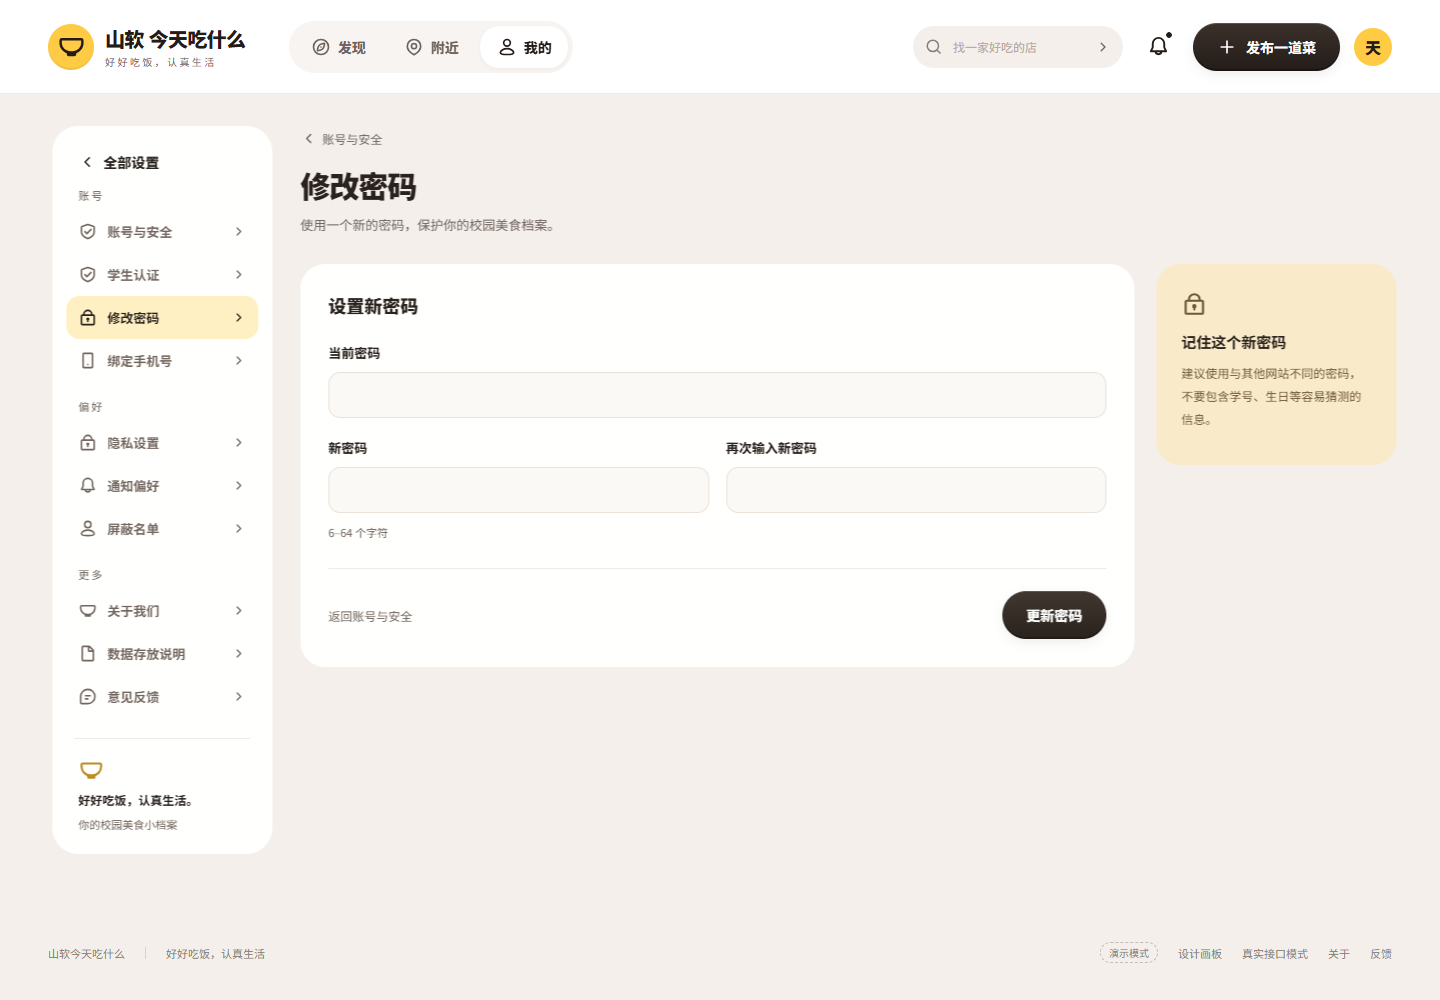 山软 今天吃什么
好好吃饭，认真生活
发现
附近
我的
找一家好吃的店
发布一道菜
天
全部设置
账号
账号与安全
学生认证
修改密码
绑定手机号
偏好
隐私设置
通知偏好
屏蔽名单
更多
关于我们
数据存放说明
意见反馈
好好吃饭，认真生活。
你的校园美食小档案
账号与安全
修改密码
使用一个新的密码，保护你的校园美食档案。
设置新密码
当前密码
新密码
再次输入新密码
6–64 个字符
返回账号与安全
更新密码
记住这个新密码
建议使用与其他网站不同的密码，
不要包含学号、生日等容易猜测的
信息。
山软今天吃什么
好好吃饭，认真生活
演示模式
设计画板
真实接口模式
关于
反馈